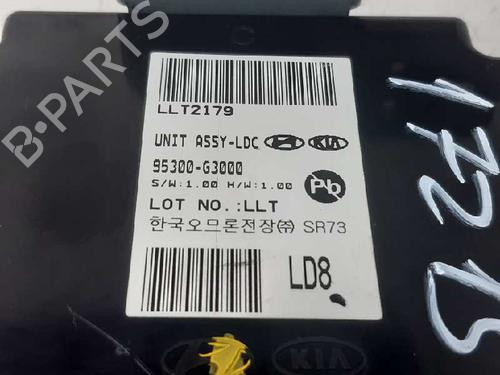 B-PARTS
LLT2179
UNIT ASSY-LDC KIA
95300-G3000
S/W:1.00 H/W:1.00
Pb
LOT NO.:LLT
한국오므론전장㈜ SR73
LD8
KIA